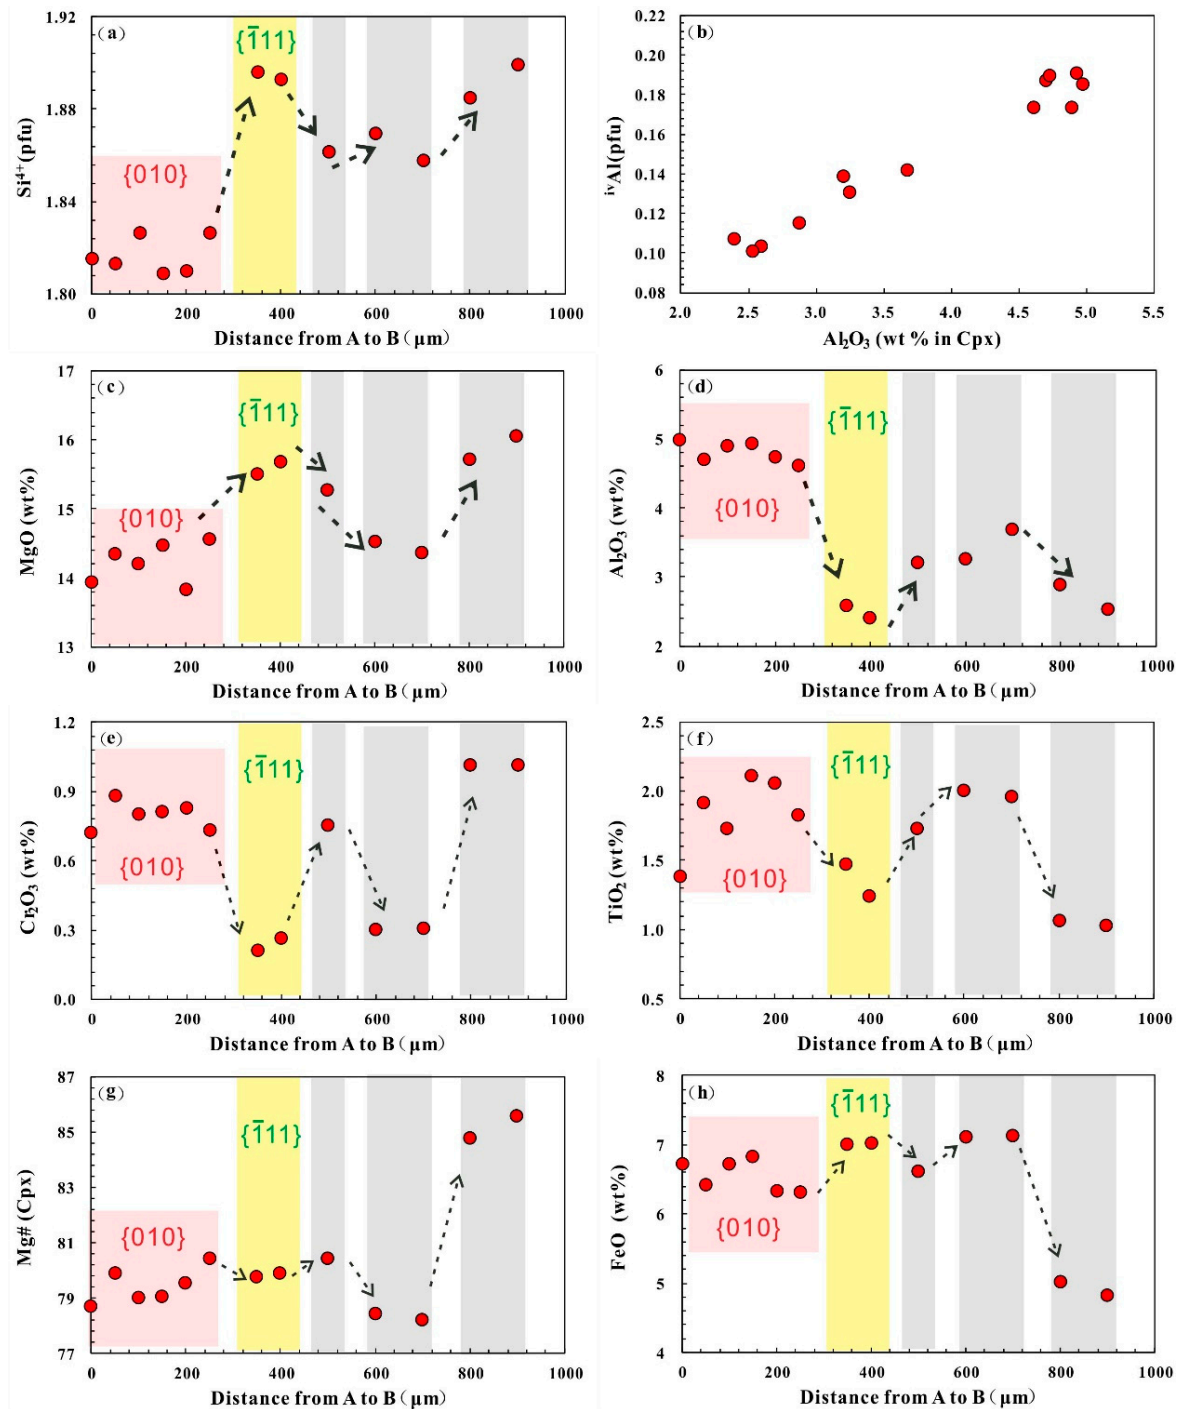 (a)
{1̄11}
{010}
1.92
1.88
1.84
1.80
Si⁴⁺(pfu)
0 200 400 600 800 1000
Distance from A to B(μm)
(b)
0.22
0.20
0.18
0.16
0.14
0.12
0.10
0.08
ⁱᵛAl(pfu)
2.0 2.5 3.0 3.5 4.0 4.5 5.0 5.5
Al₂O₃ (wt % in Cpx)
(c)
{1̄11}
{010}
17
16
15
14
13
MgO (wt%)
0 200 400 600 800 1000
Distance from A to B(μm)
(d)
{1̄11}
{010}
6
5
4
3
2
Al₂O₃ (wt%)
0 200 400 600 800 1000
Distance from A to B(μm)
(e)
{1̄11}
{010}
1.2
0.9
0.6
0.3
0.0
Cr₂O₃ (wt%)
0 200 400 600 800 1000
Distance from A to B(μm)
(f)
{1̄11}
{010}
2.5
2.0
1.5
1.0
0.5
TiO₂ (wt%)
0 200 400 600 800 1000
Distance from A to B(μm)
(g)
{1̄11}
{010}
87
85
83
81
79
77
Mg# (Cpx)
0 200 400 600 800 1000
Distance from A to B(μm)
(h)
{1̄11}
{010}
8
7
6
5
4
FeO (wt%)
0 200 400 600 800 1000
Distance from A to B(μm)